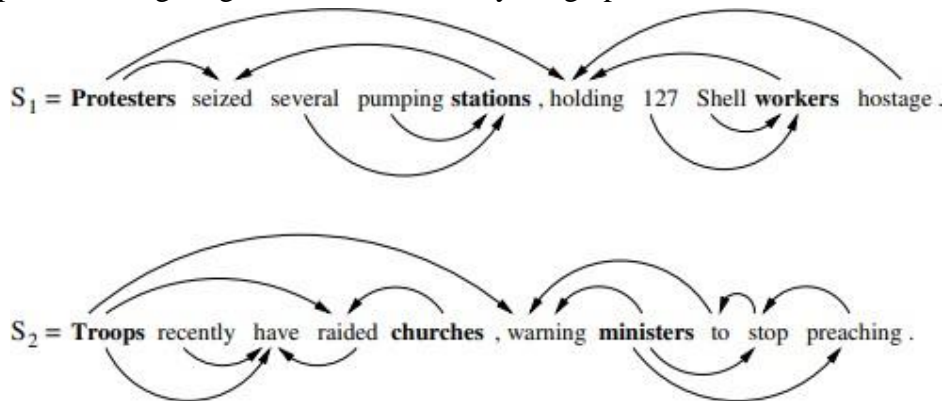 S1 = Protesters seized several pumping stations , holding 127 Shell workers hostage .
S2 = Troops recently have raided churches , warning ministers to stop preaching .